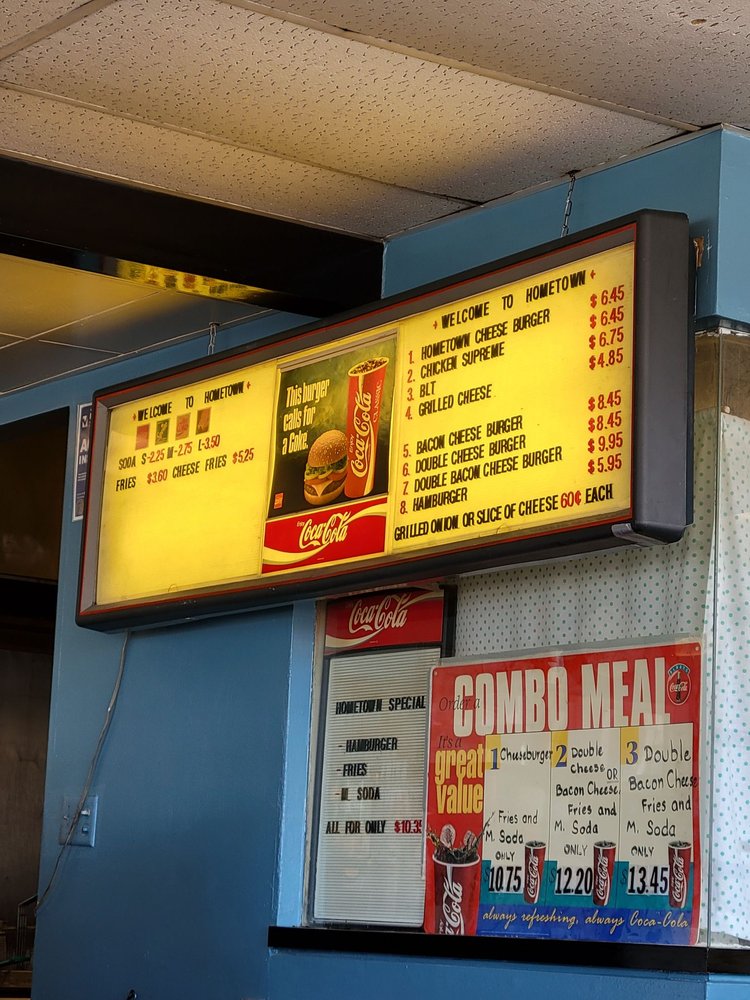 WELCOME TO HOMETOWN
SODA S-2.25 M-2.75 L-3.50
FRIES $3.60 CHEESE FRIES $5.25
This burger
calls for
a Coke.
Coca-Cola
CLASSIC
Enjoy
Coca-Cola
WELCOME TO HOMETOWN
1. HOMETOWN CHEESE BURGER $6.45
2. CHICKEN SUPREME $6.45
3. BLT $6.75
4. GRILLED CHEESE $4.85
5. BACON CHEESE BURGER $8.45
6. DOUBLE CHEESE BURGER $8.45
7. DOUBLE BACON CHEESE BURGER $9.95
8. HAMBURGER $5.95
GRILLED ONION OR SLICE OF CHEESE 60¢ EACH
Coca-Cola
HOMETOWN SPECIAL
- HAMBURGER
- FRIES
- M. SODA
ALL FOR ONLY
Order a
COMBO MEAL
Coca-Cola
It's a
great
value
1 Cheeseburger
Fries and
M. Soda
ONLY
$10.75
2 Double
Cheese OR
Bacon Cheese
Fries and
M. Soda
ONLY
$12.20
3 Double
Bacon Cheese
Fries and
M. Soda
ONLY
$13.45
Coca-Cola
always refreshing, always Coca-Cola